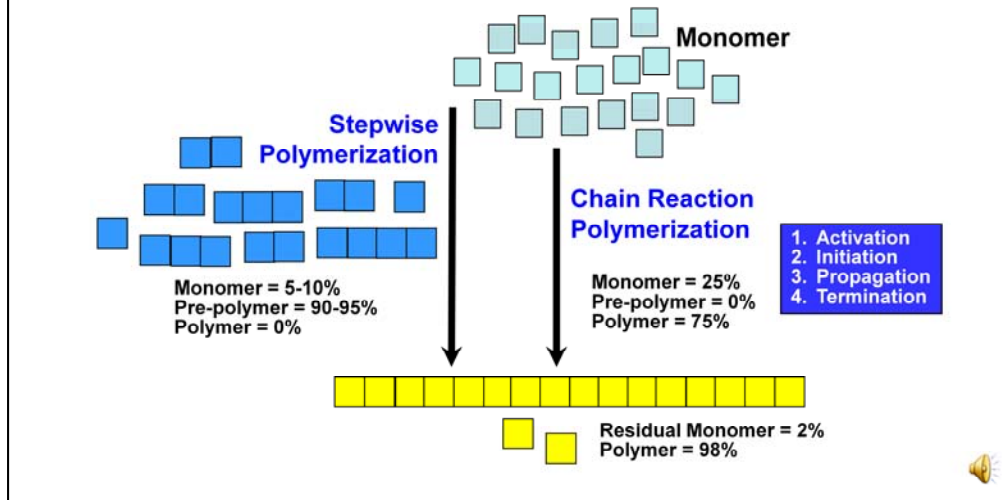 Monomer
Stepwise
Polymerization
Chain Reaction
Polymerization
1. Activation
2. Initiation
3. Propagation
4. Termination
Monomer = 5-10%
Pre-polymer = 90-95%
Polymer = 0%
Monomer = 25%
Pre-polymer = 0%
Polymer = 75%
Residual Monomer = 2%
Polymer = 98%